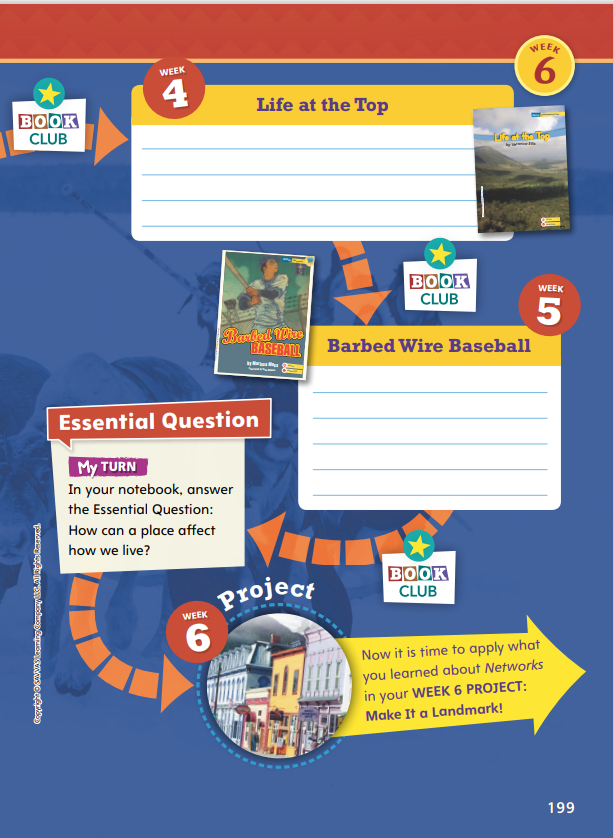 WEEK
6
BOOK
CLUB
WEEK
4
Life at the Top
Life at the Top
BOOK
CLUB
Barbed Wire
BASEBALL
WEEK
5
Barbed Wire Baseball
Essential Question
My TURN
In your notebook, answer
the Essential Question:
How can a place affect
how we live?
BOOK
CLUB
Project
WEEK
6
Now it is time to apply what
you learned about Networks
in your WEEK 6 PROJECT:
Make It a Landmark!
Copyright © SAVVAS Learning Company LLC. All Rights Reserved.
199